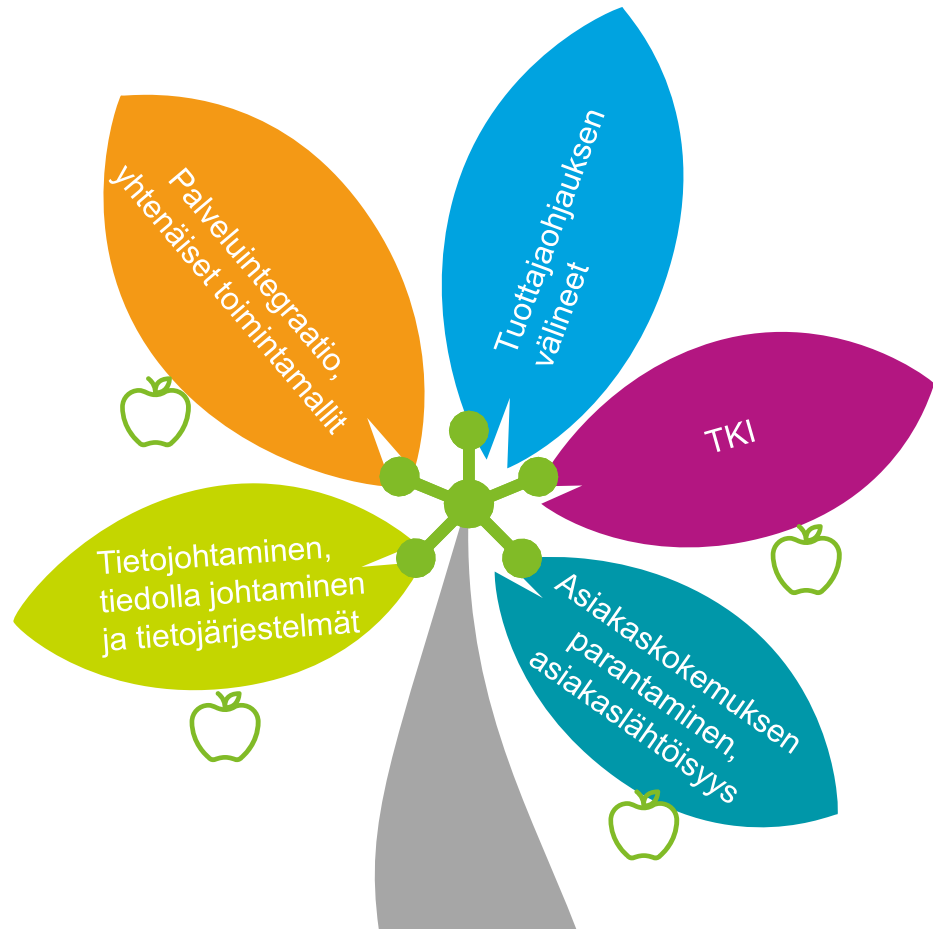 Palveluintegraatio,
yhtenäiset toimintamallit
Tuottajaohjauksen
välineet
TKI
Tietojohtaminen,
tiedolla johtaminen
ja tietojärjestelmät
Asiakaskokemuksen
parantaminen,
asiakaslähtöisyys